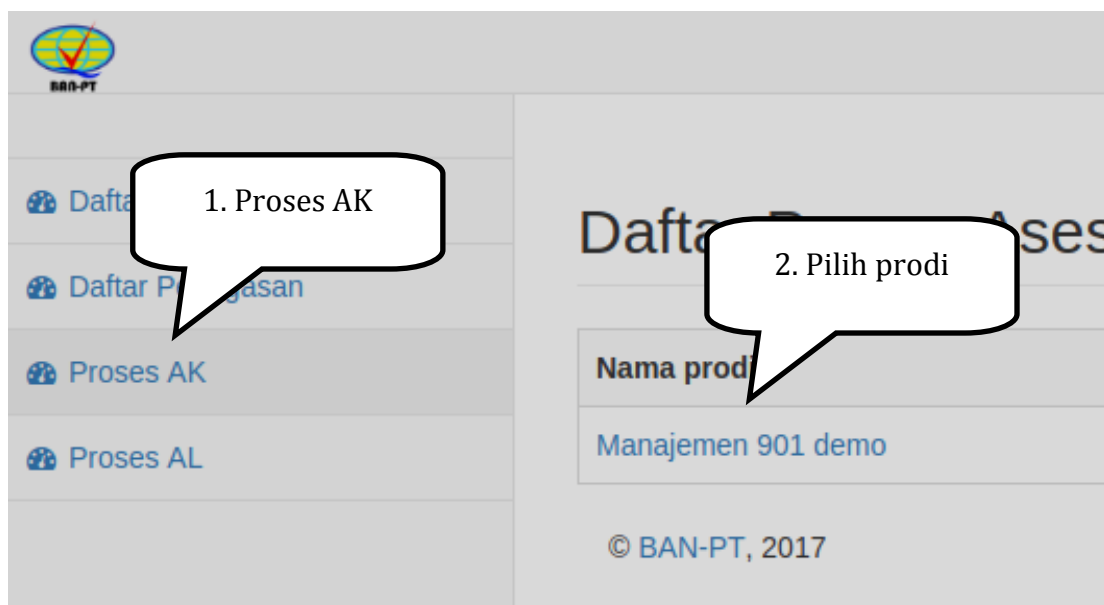 BAN-PT
1. Proses AK
Daftar
Proses AK
Proses AL
2. Pilih prodi
Nama prodi
Manajemen 901 demo
© BAN-PT, 2017